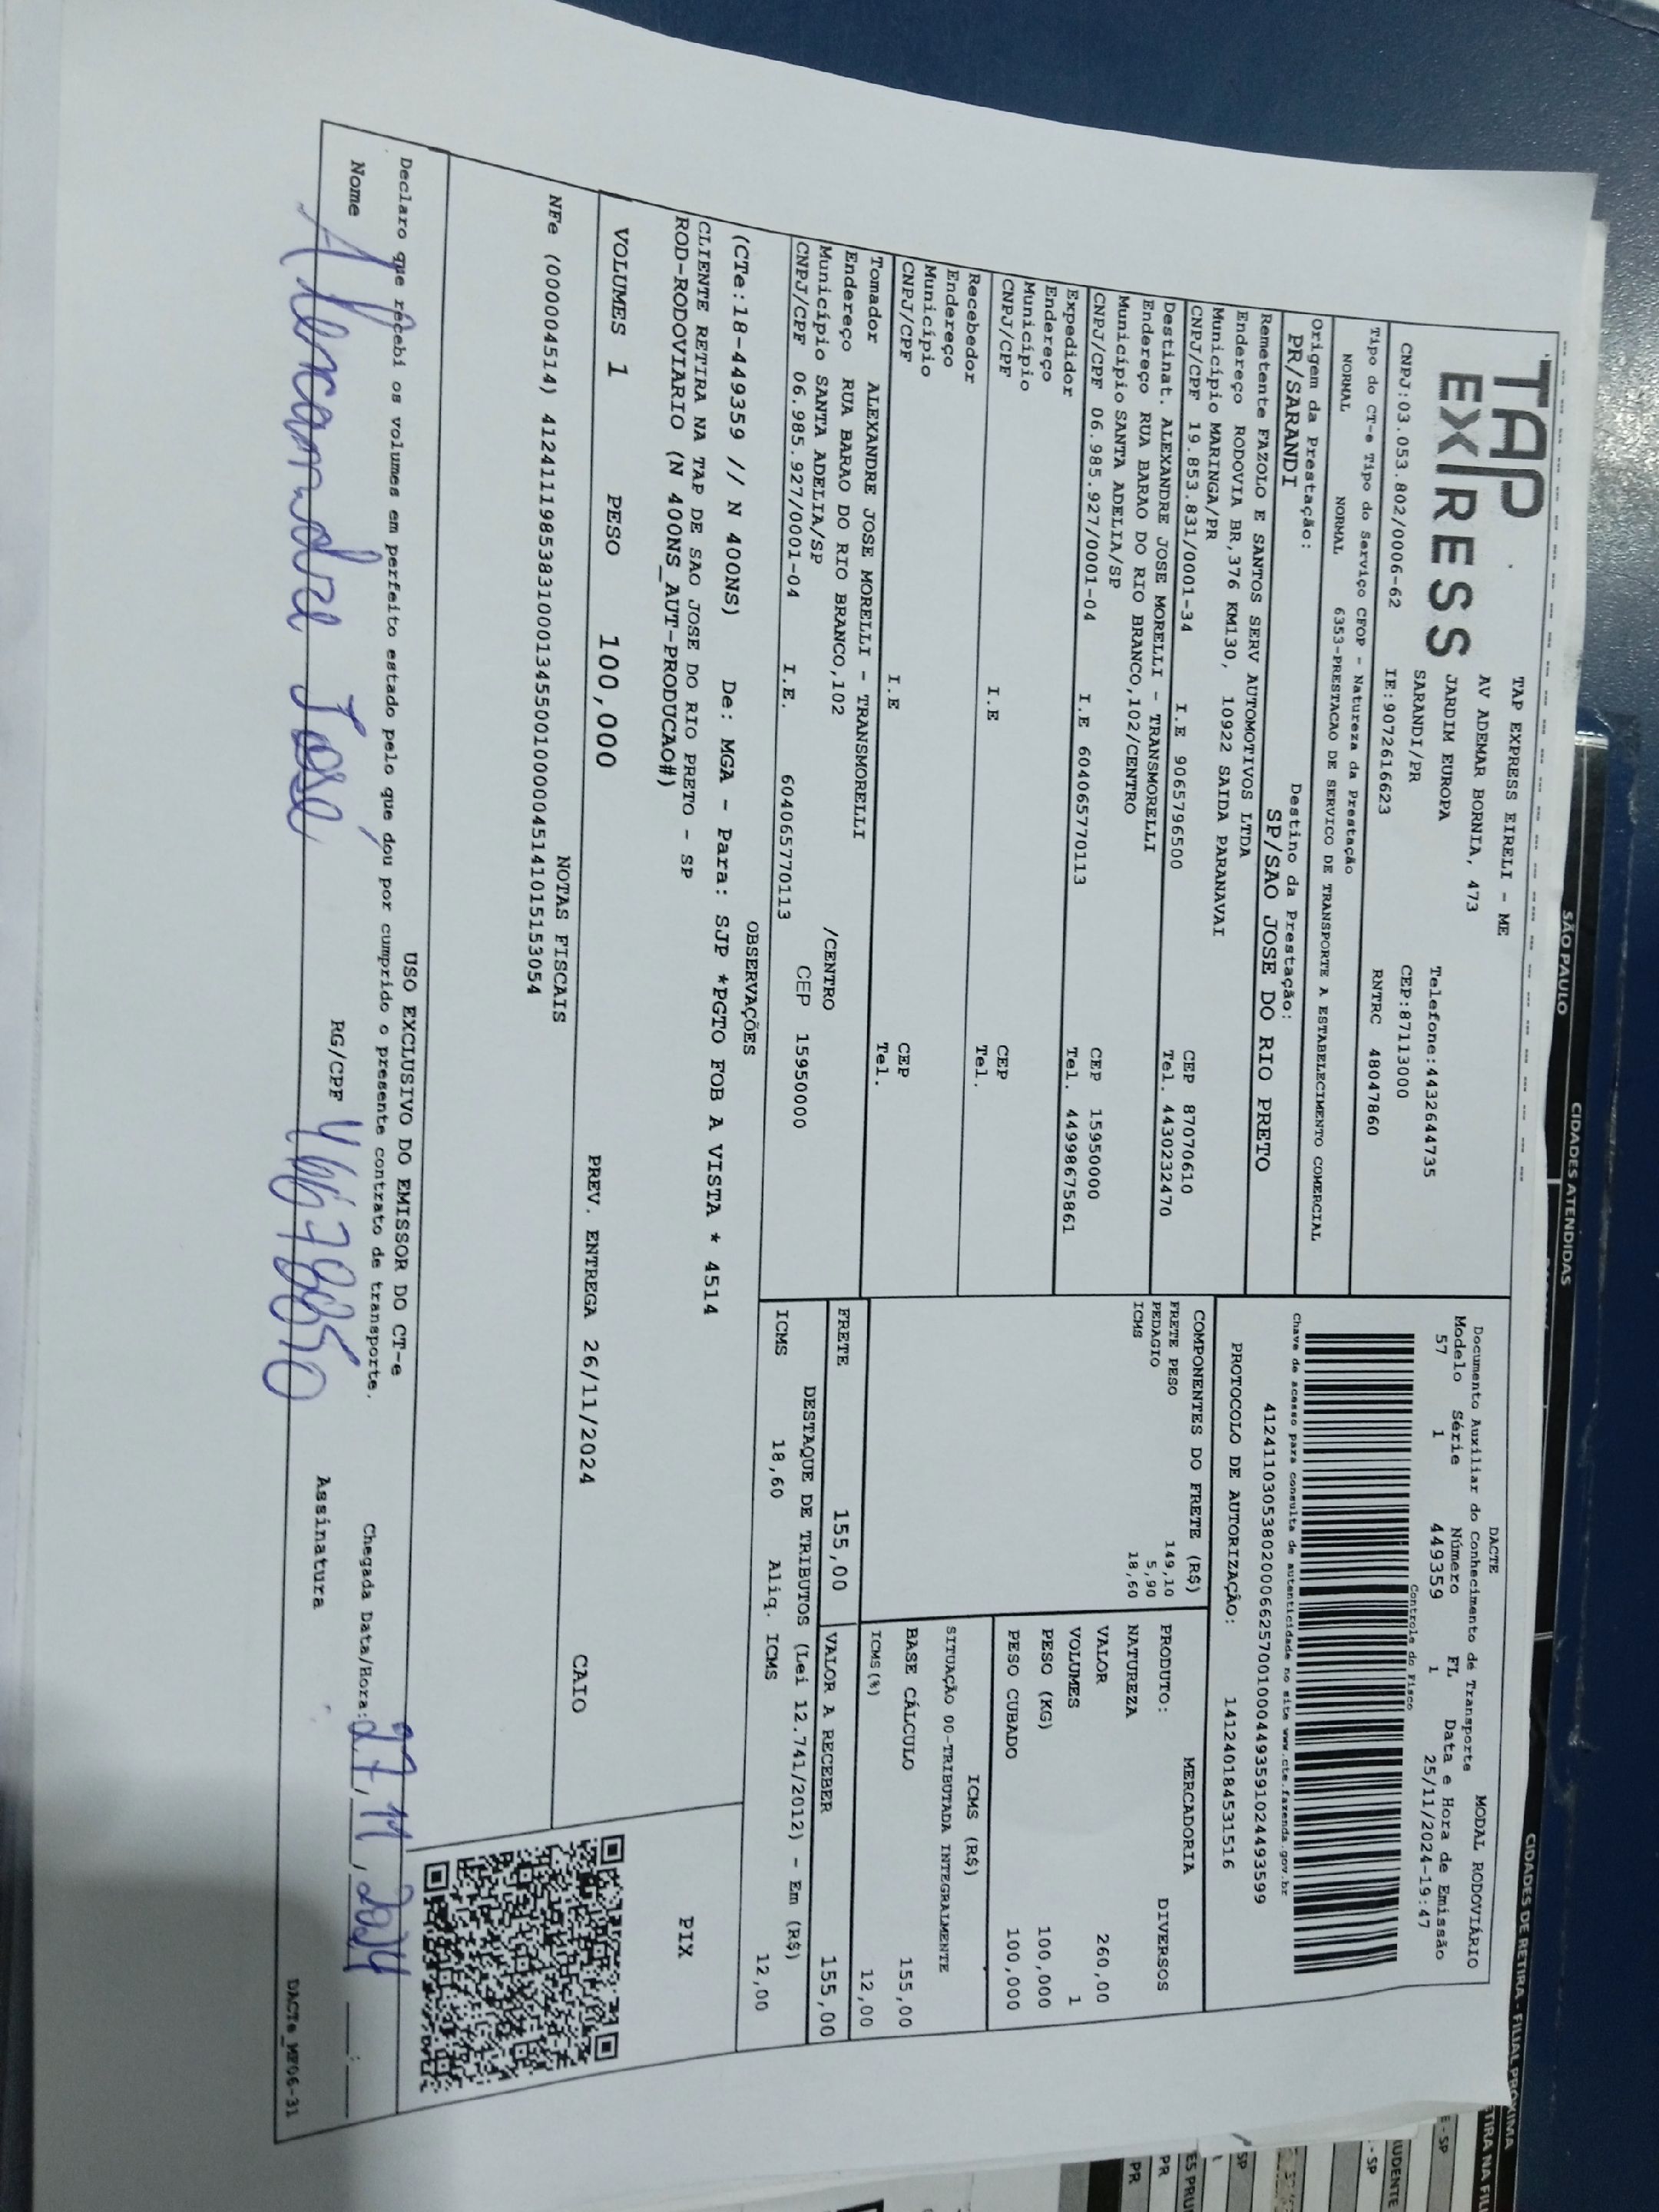 TAP
EXPRESS
TAP EXPRESS EIRELI - ME
AV ADEMAR BORNIA, 473
JARDIM EUROPA Telefone:4432644735
SARANDI/PR CEP:87113000
CNPJ:03.053.802/0006-62 IE:9072616623 RNTRC 48047860
Tipo do CT-e Tipo do Serviço CFOP - Natureza da Prestação
NORMAL NORMAL 6353-PRESTACAO DE SERVICO DE TRANSPORTE A ESTABELECIMENTO COMERCIAL
Origem da Prestação: Destino da Prestação:
PR/SARANDI SP/SAO JOSE DO RIO PRETO
Remetente FAZOLO E SANTOS SERV AUTOMOTIVOS LTDA
Endereço RODOVIA BR,376 KM130, 10922 SAIDA PARANAVAI
Município MARINGA/PR CEP 87070610
CNPJ/CPF 19.853.831/0001-34 I.E 9065796500 Tel. 4430232470
Destinat. ALEXANDRE JOSE MORELLI - TRANSMORELLI
Endereço RUA BARAO DO RIO BRANCO,102/CENTRO
Município SANTA ADELIA/SP CEP 15950000
CNPJ/CPF 06.985.927/0001-04 I.E 604065770113 Tel. 44998675861
Expedidor
Endereço
Município CEP
CNPJ/CPF I.E Tel.
Recebedor
Endereço
Município CEP
CNPJ/CPF I.E Tel.
Tomador ALEXANDRE JOSE MORELLI - TRANSMORELLI
Endereço RUA BARAO DO RIO BRANCO,102 /CENTRO
Município SANTA ADELIA/SP CEP 15950000
CNPJ/CPF 06.985.927/0001-04 I.E. 604065770113
DACTE MODAL RODOVIÁRIO
Documento Auxiliar do Conhecimento de Transporte
Modelo Série Número FL Data e Hora de Emissão
57 1 449359 1 25/11/2024-19:47
Controle do Fisco
Chave de acesso para consulta de autenticidade no site www.cte.fazenda.gov.br
41241103053802000662570010004493591024493599
PROTOCOLO DE AUTORIZAÇÃO: 141240184531516
COMPONENTES DO FRETE (R$)
FRETE PESO 149,10
PEDAGIO 5,90
ICMS 18,60
MERCADORIA
PRODUTO: DIVERSOS
NATUREZA
VALOR 260,00
VOLUMES 1
PESO (KG) 100,000
PESO CUBADO 100,000
ICMS (R$)
SITUAÇÃO 00-TRIBUTADA INTEGRALMENTE
BASE CÁLCULO 155,00
ICMS(%) 12,00
FRETE 155,00 VALOR A RECEBER 155,00
DESTAQUE DE TRIBUTOS (Lei 12.741/2012) - Em (R$)
ICMS 18,60 Aliq. ICMS 12,00
OBSERVAÇÕES
(CTe:18-449359 // N 400NS) De: MGA - Para: SJP *PGTO FOB A VISTA * 4514
CLIENTE RETIRA NA TAP DE SAO JOSE DO RIO PRETO - SP
ROD-RODOVIARIO (N 400NS_AUT-PRODUCAO#)
PIX
VOLUMES 1 PESO 100,000 PREV. ENTREGA 26/11/2024 CAIO
NOTAS FISCAIS
NFe (000004514) 41241119853831000134550010000045141015153054
USO EXCLUSIVO DO EMISSOR DO CT-e
Declaro que recebi os volumes em perfeito estado pelo que dou por cumprido o presente contrato de transporte. Chegada Data/Hora: 27/11/2024
Nome Alexandre José RG/CPF Assinatura
DACTe_MF06-31
SÃO PAULO
CIDADES ATENDIDAS
CIDADES DE RETIRA - FILIAL PRÓXIMA